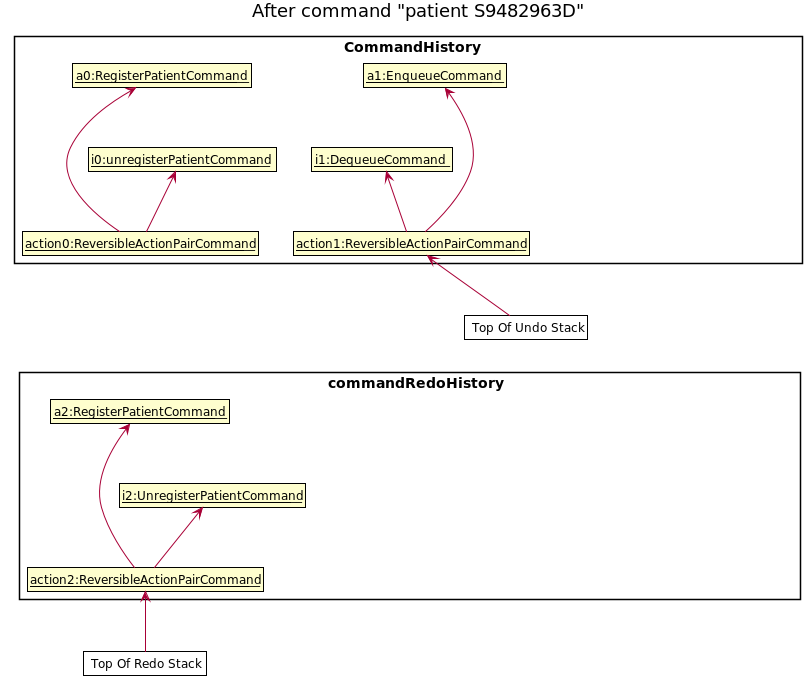 After command "patient S9482963D"
CommandHistory
a0:RegisterPatientCommand
a1:EnqueueCommand
i0:unregisterPatientCommand
i1:DequeueCommand
action0:ReversibleActionPairCommand
action1:ReversibleActionPairCommand
Top Of Undo Stack
commandRedoHistory
a2:RegisterPatientCommand
i2:UnregisterPatientCommand
action2:ReversibleActionPairCommand
Top Of Redo Stack